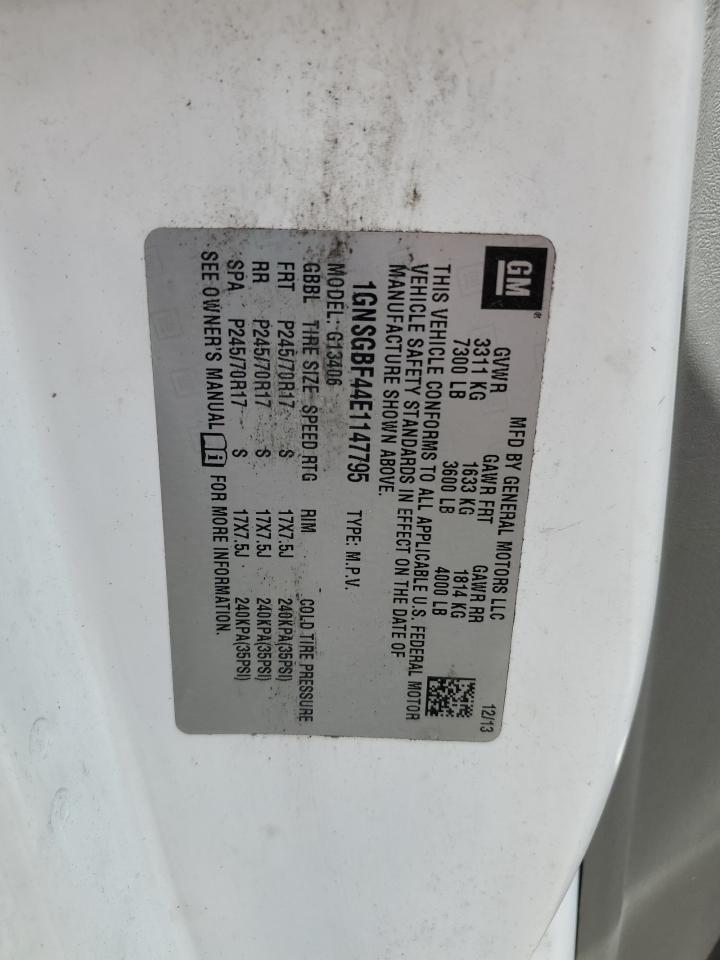 GM
MFD BY GENERAL MOTORS LLC 12/13
GVWR GAWR FRT GAWR RR
3311 KG 1633 KG 1814 KG
7300 LB 3600 LB 4000 LB
THIS VEHICLE CONFORMS TO ALL APPLICABLE U.S. FEDERAL MOTOR
VEHICLE SAFETY STANDARDS IN EFFECT ON THE DATE OF
MANUFACTURE SHOWN ABOVE.
1GNSGBF44E1147795 TYPE: M.P.V.
MODEL: G13406
GBBL TIRE SIZE SPEED RTG RIM COLD TIRE PRESSURE
FRT P245/70R17 S 17X7.5J 240KPA(35PSI)
RR P245/70R17 S 17X7.5J 240KPA(35PSI)
SPA P245/70R17 S 17X7.5J 240KPA(35PSI)
SEE OWNER'S MANUAL FOR MORE INFORMATION.